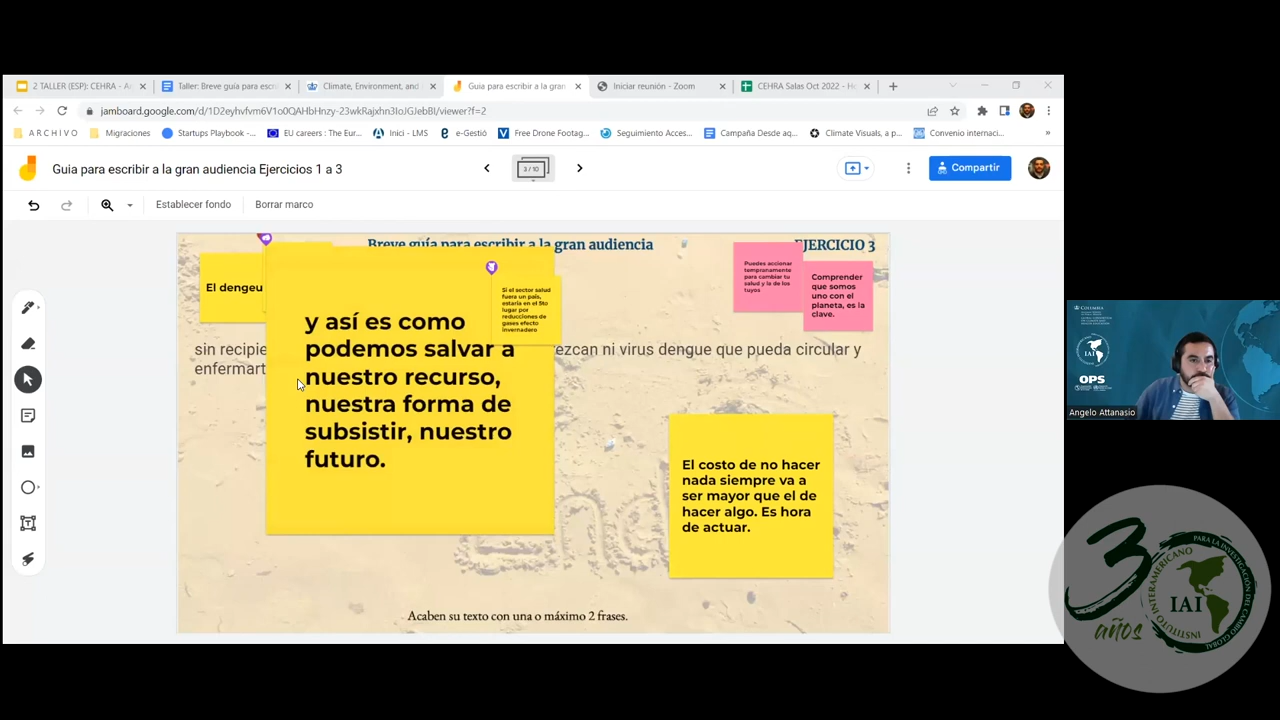 2 TALLER (ESP): CEHRA - A
Taller: Breve guía para escr
Climate, Environment, and
Guia para escribir a la gran
Iniciar reunión - Zoom
CEHRA Salas Oct 2022 - Ho
jamboard.google.com/d/1D2eyhvfvm6V1o0QAHbHnzy-23wkRajxhn3IoJGJebBI/viewer?f=2
A R C H I V O
Migraciones
Startups Playbook -...
EU careers : The Eur...
Inici - LMS
e-Gestió
Free Drone Footag...
Seguimiento Acces...
Campaña Desde aq...
Climate Visuals, a p...
Convenio internaci...
Guia para escribir a la gran audiencia Ejercicios 1 a 3
3 / 10
Compartir
Establecer fondo
Borrar marco
Breve guía para escribir a la gran audiencia
EJERCICIO 3
El dengeu
y así es como
podemos salvar a
nuestro recurso,
nuestra forma de
subsistir, nuestro
futuro.
Si el sector salud
fuera un país,
estaría en el 5to
lugar por
reducciones de
gases efecto
invernadero
Puedes accionar
tempranamente
para cambiar tu
salud y la de los
tuyos
Comprender
que somos
uno con el
planeta, es la
clave.
sin recipie
ezcan ni virus dengue que pueda circular y
enfermart
El costo de no hacer
nada siempre va a
ser mayor que el de
hacer algo. Es hora
de actuar.
Acaben su texto con una o máximo 2 frases.
COLUMBIA
IAI
OPS
Angelo Attanasio
30
años
IAI
INSTITUTO INTERAMERICANO
PARA LA INVESTIGACIÓN
DEL CAMBIO GLOBAL